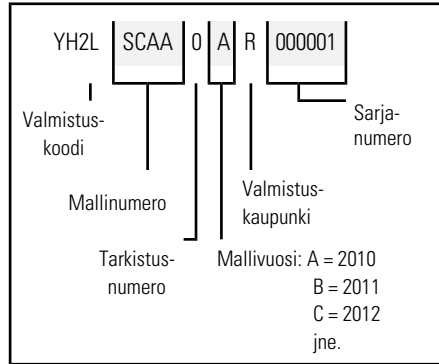 YH2L SCAA 0 A R 000001
Valmistus-
koodi
Sarja-
numero
Mallinumero
Valmistus-
kaupunki
Tarkistus-
numero
Mallivuosi: A = 2010
B = 2011
C = 2012
jne.